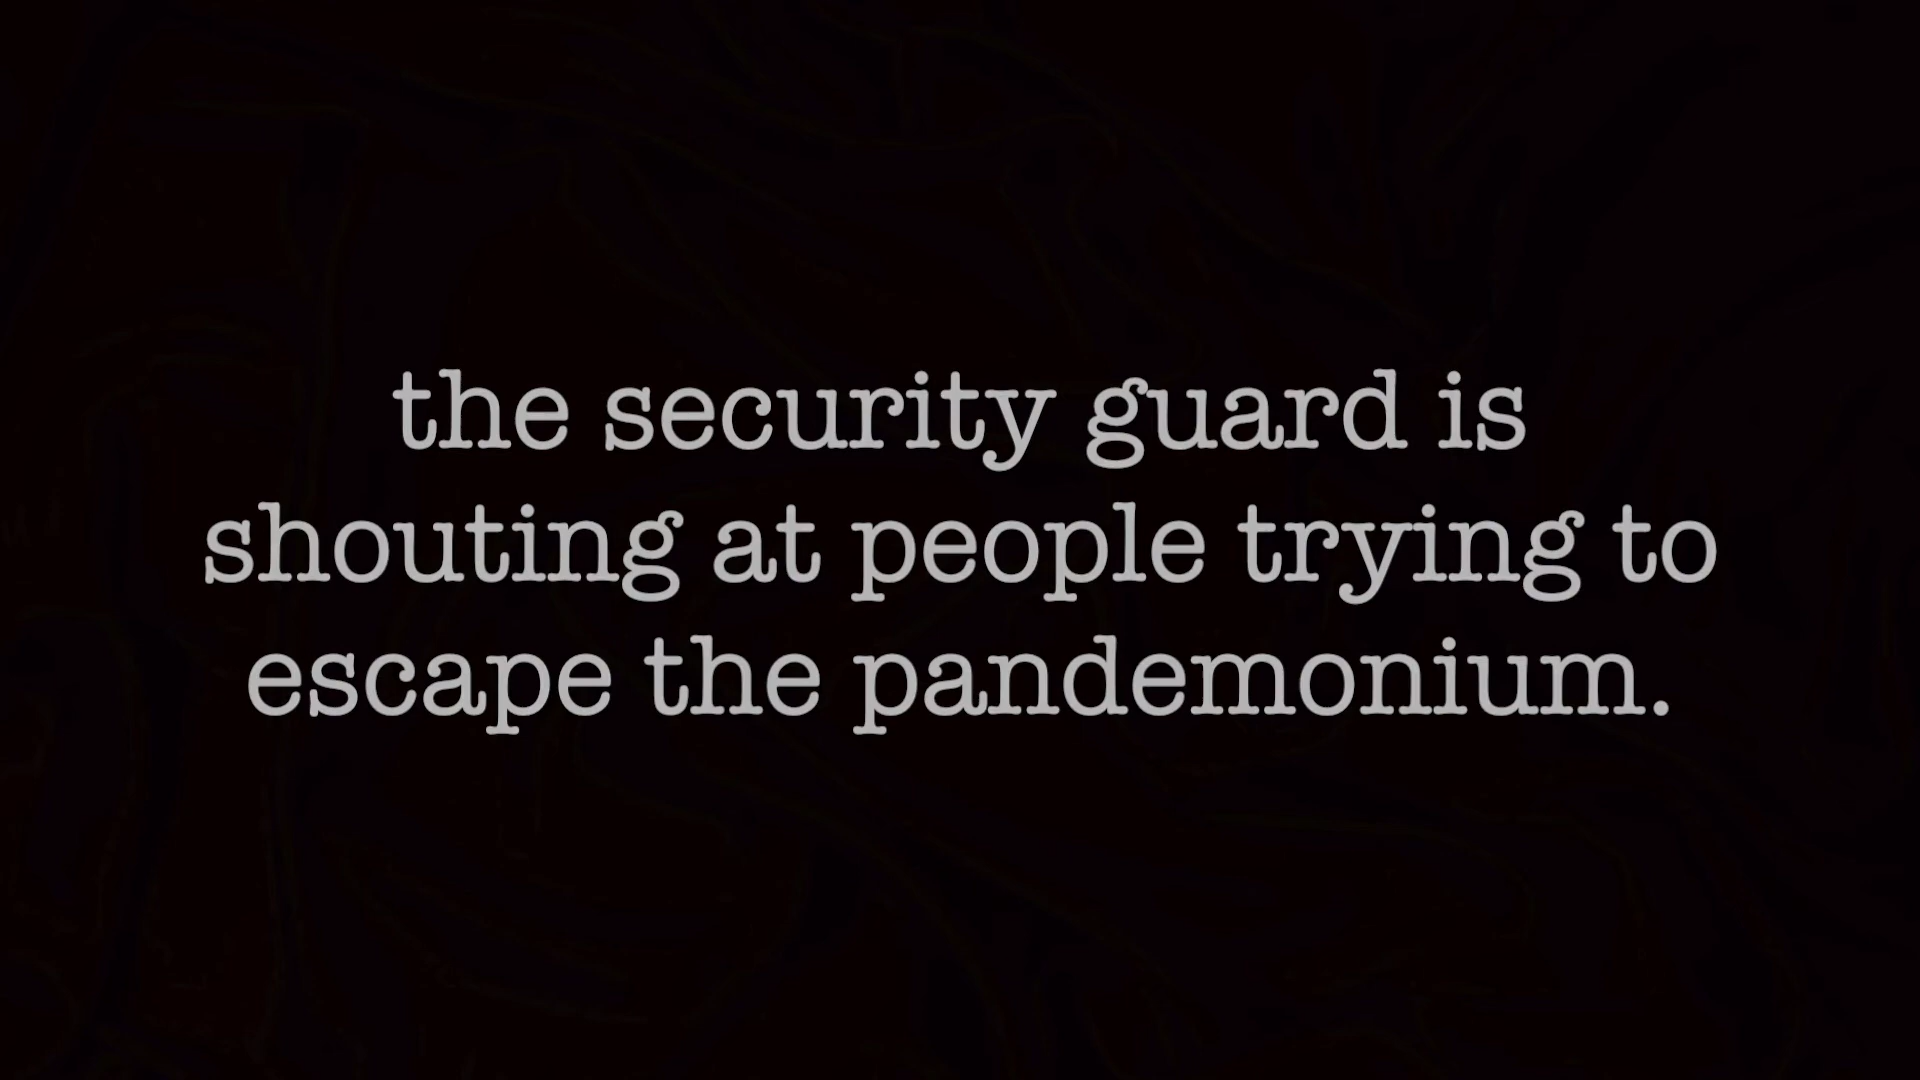 the security guard is
shouting at people trying to
escape the pandemonium.